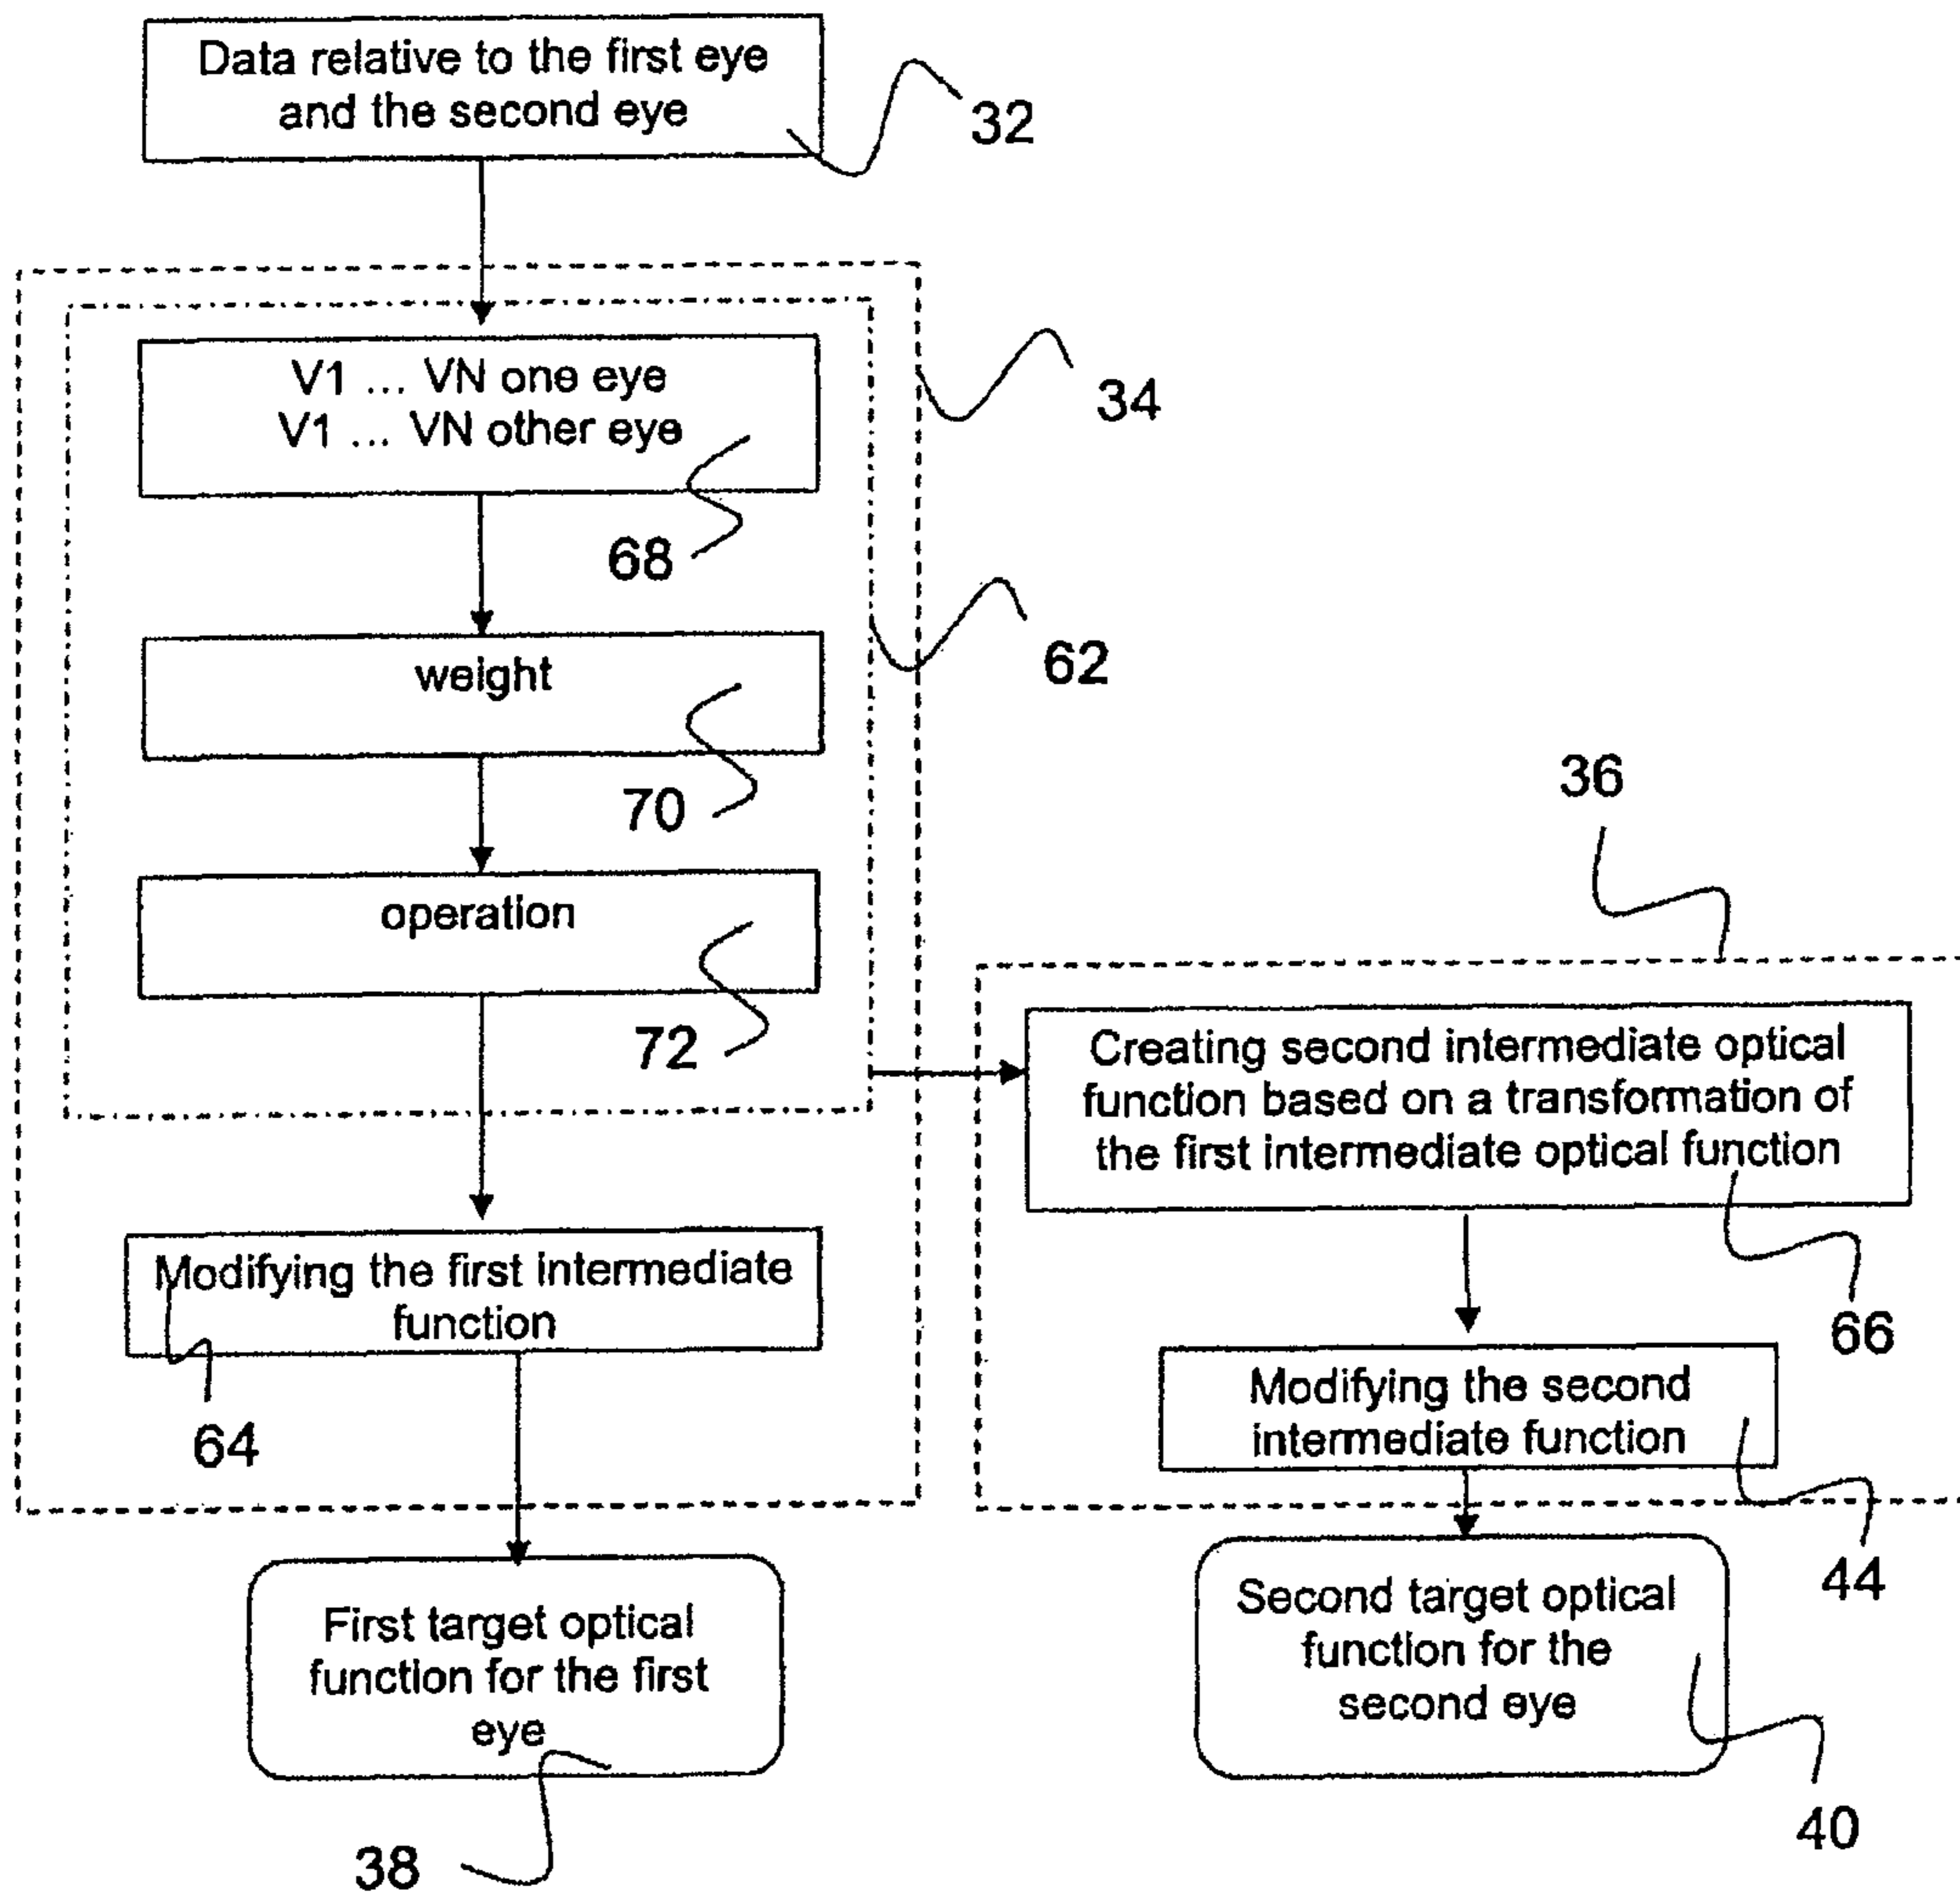 Data relative to the first eye
and the second eye
32
V1 ... VN one eye
V1 ... VN other eye
34
68
weight
62
70
operation
72
36
Creating second intermediate optical
function based on a transformation of
the first intermediate optical function
66
Modifying the first intermediate
function
64
Modifying the second
intermediate function
44
First target optical
function for the first
eye
38
Second target optical
function for the
second eye
40